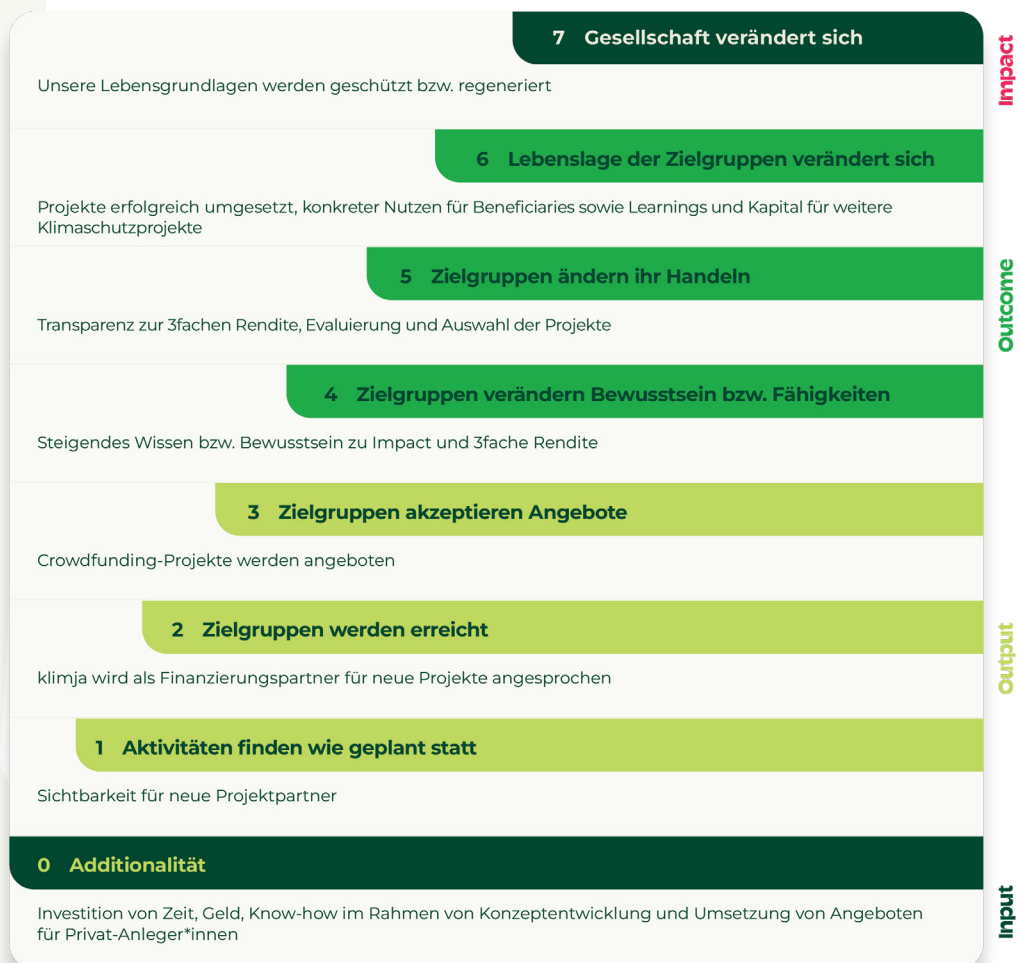 7 Gesellschaft verändert sich
Impact
Unsere Lebensgrundlagen werden geschützt bzw. regeneriert
6 Lebenslage der Zielgruppen verändert sich
Projekte erfolgreich umgesetzt, konkreter Nutzen für Beneficiaries sowie Learnings und Kapital für weitere
Klimaschutzprojekte
5 Zielgruppen ändern ihr Handeln
Outcome
Transparenz zur 3fachen Rendite, Evaluierung und Auswahl der Projekte
4 Zielgruppen verändern Bewusstsein bzw. Fähigkeiten
Steigendes Wissen bzw. Bewusstsein zu Impact und 3fache Rendite
3 Zielgruppen akzeptieren Angebote
Crowdfunding-Projekte werden angeboten
2 Zielgruppen werden erreicht
Output
klimja wird als Finanzierungspartner für neue Projekte angesprochen
1 Aktivitäten finden wie geplant statt
Sichtbarkeit für neue Projektpartner
0 Additionalität
Input
Investition von Zeit, Geld, Know-how im Rahmen von Konzeptentwicklung und Umsetzung von Angeboten
für Privat-Anleger*innen